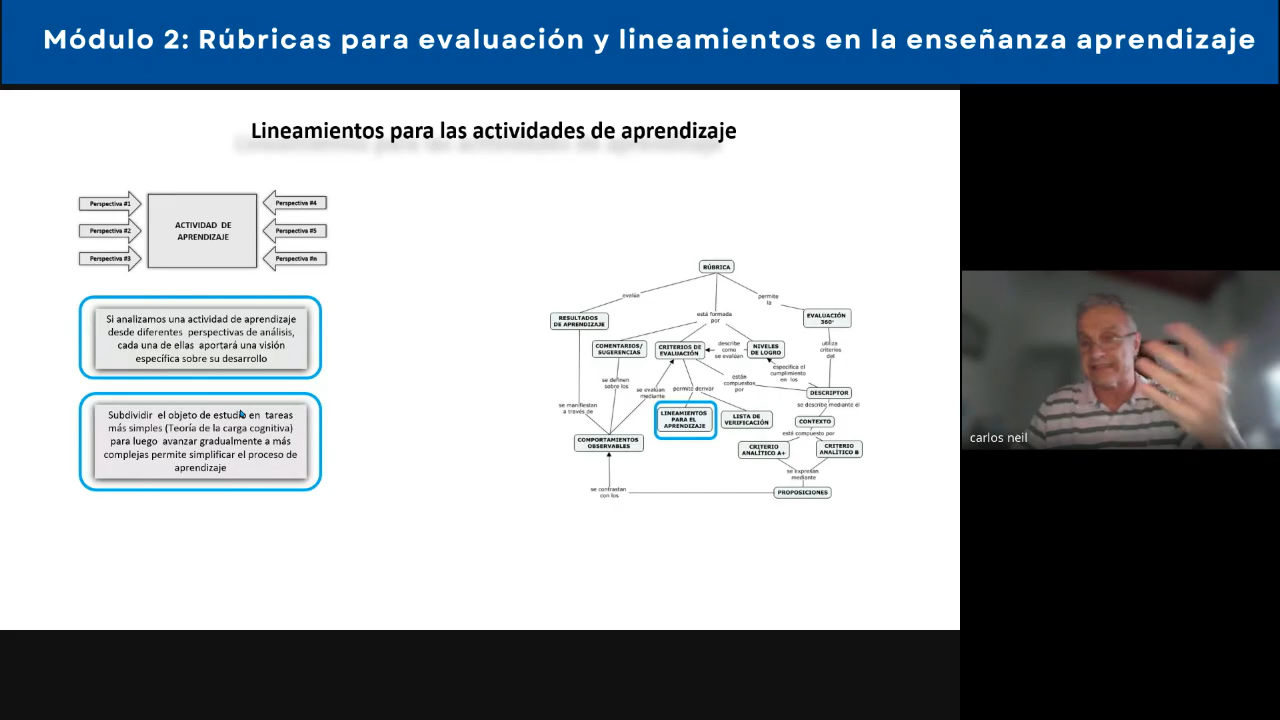 Módulo 2: Rúbricas para evaluación y lineamientos en la enseñanza aprendizaje
Lineamientos para las actividades de aprendizaje
Perspectiva #1
Perspectiva #2
Perspectiva #3
ACTIVIDAD DE
APRENDIZAJE
Perspectiva #4
Perspectiva #5
Perspectiva #n
Si analizamos una actividad de aprendizaje
desde diferentes perspectivas de análisis,
cada una de ellas aportará una visión
específica sobre su desarrollo
Subdividir el objeto de estudio en tareas
más simples (Teoría de la carga cognitiva)
para luego avanzar gradualmente a más
complejas permite simplificar el proceso de
aprendizaje
RÚBRICA
evalúa
está formada
por
permite
la
RESULTADOS
DE APRENDIZAJE
EVALUACIÓN
360°
COMENTARIOS/
SUGERENCIAS
CRITERIOS DE
EVALUACIÓN
describe
como
se evalúan
NIVELES
DE LOGRO
utiliza
criterios
del
se definen
sobre los
se evalúan
mediante
permite derivar
están
compuestos
por
especifica el
cumplimiento
en los
DESCRIPTOR
se manifiestan
a través de
LINEAMIENTOS
PARA EL
APRENDIZAJE
LISTA DE
VERIFICACIÓN
se describe mediante el
CONTEXTO
está compuesto por
COMPORTAMIENTOS
OBSERVABLES
CRITERIO
ANALÍTICO A+
CRITERIO
ANALÍTICO B
se expresan
mediante
se contrastan
con los
PROPOSICIONES
carlos neil